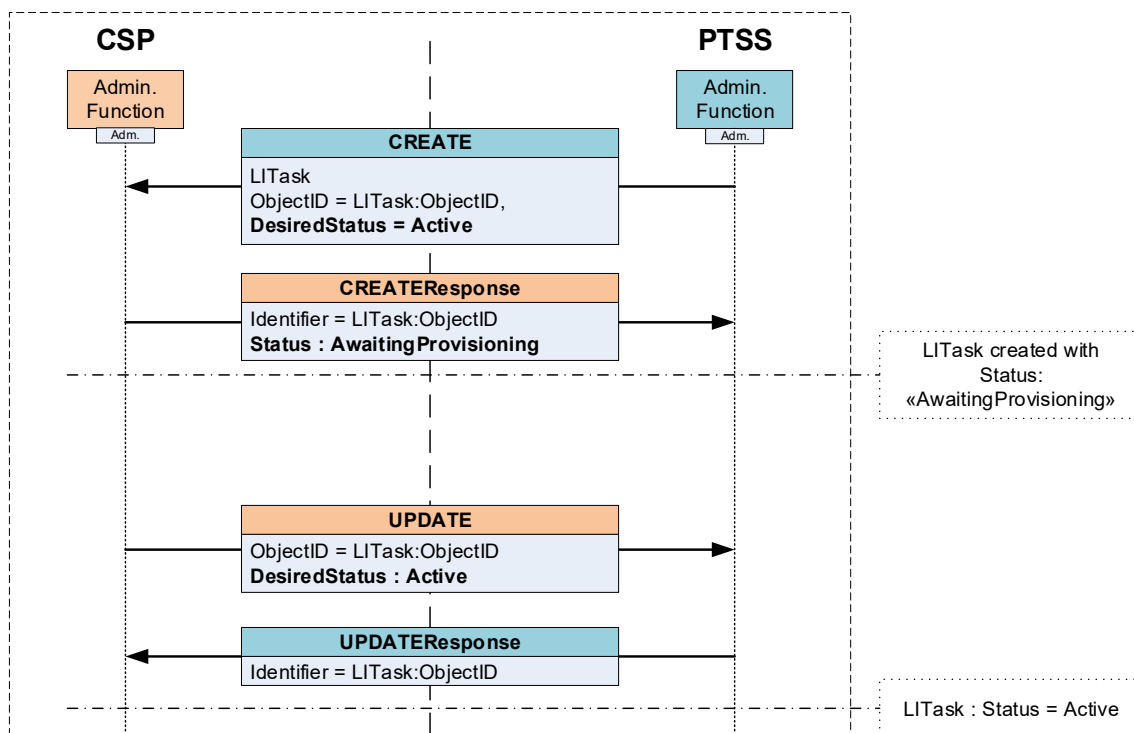 CSP
PTSS
Admin.
Function
Adm.
Admin.
Function
Adm.
CREATE
LITask
ObjectID = LITask:ObjectID,
DesiredStatus = Active
CREATEResponse
Identifier = LITask:ObjectID
Status : AwaitingProvisioning
LITask created with
Status:
«AwaitingProvisioning»
UPDATE
ObjectID = LITask:ObjectID
DesiredStatus : Active
UPDATEResponse
Identifier = LITask:ObjectID
LITask : Status = Active